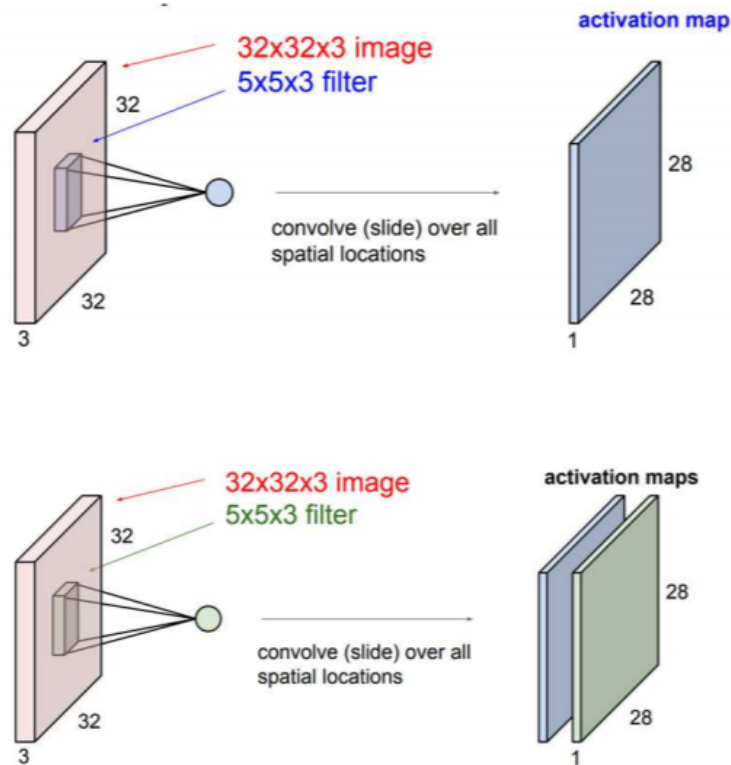 activation map
32x32x3 image
5x5x3 filter
32
28
convolve (slide) over all
spatial locations
32
28
3
1
32x32x3 image
activation maps
5x5x3 filter
32
28
convolve (slide) over all
spatial locations
32
28
3
1